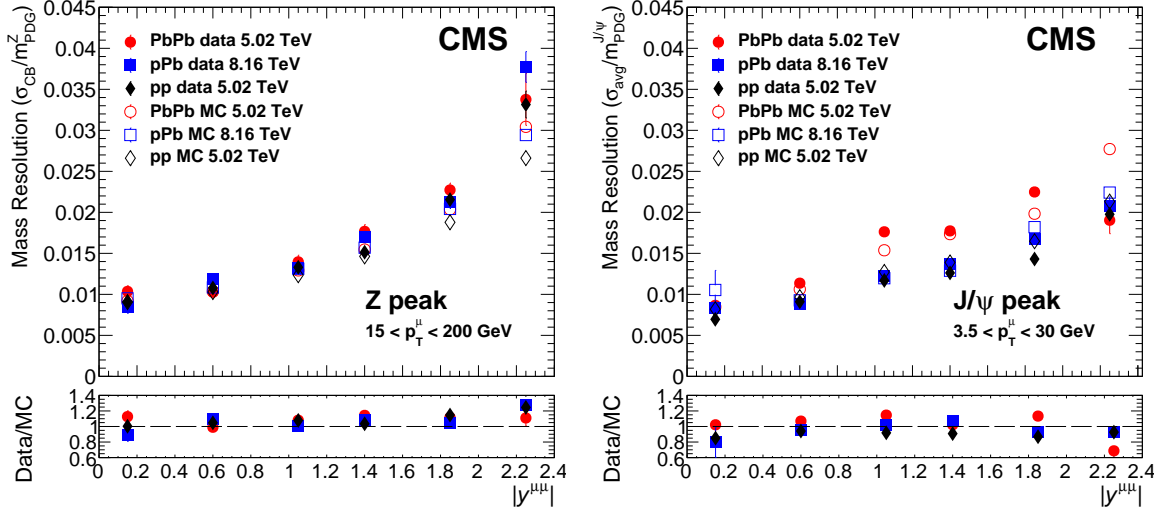 Mass Resolution (σ_CB/m^Z_PDG)
0.045
0.04
0.035
0.03
0.025
0.02
0.015
0.01
0.005
0
CMS
PbPb data 5.02 TeV
pPb data 8.16 TeV
pp data 5.02 TeV
PbPb MC 5.02 TeV
pPb MC 8.16 TeV
pp MC 5.02 TeV
Z peak
15 < p_T^μ < 200 GeV
Data/MC
1.4
1.2
1
0.8
0.6
0 0.2 0.4 0.6 0.8 1 1.2 1.4 1.6 1.8 2 2.2 2.4
|y^μμ|
Mass Resolution (σ_avg/m^J/ψ_PDG)
0.045
0.04
0.035
0.03
0.025
0.02
0.015
0.01
0.005
0
CMS
PbPb data 5.02 TeV
pPb data 8.16 TeV
pp data 5.02 TeV
PbPb MC 5.02 TeV
pPb MC 8.16 TeV
pp MC 5.02 TeV
J/ψ peak
3.5 < p_T^μ < 30 GeV
Data/MC
1.4
1.2
1
0.8
0.6
0 0.2 0.4 0.6 0.8 1 1.2 1.4 1.6 1.8 2 2.2 2.4
|y^μμ|